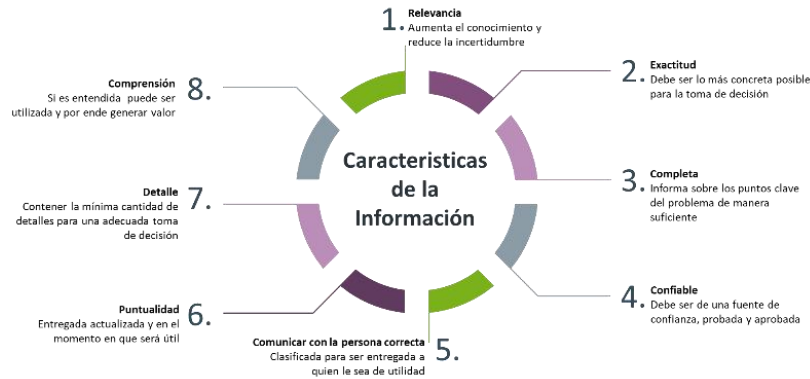 1.
Relevancia
Aumenta el conocimiento y
reduce la incertidumbre
2.
Exactitud
Debe ser lo más concreta posible
para la toma de decisión
3.
Completa
Informa sobre los puntos clave
del problema de manera
suficiente
4.
Confiable
Debe ser de una fuente de
confianza, probada y aprobada
5.
Comunicar con la persona correcta
Clasificada para ser entregada a
quien le sea de utilidad
6.
Puntualidad
Entregada actualizada y en el
momento en que será útil
7.
Detalle
Contener la mínima cantidad de
detalles para una adecuada toma
de decisión
8.
Comprensión
Si es entendida puede ser
utilizada y por ende generar valor
Caracteristicas
de la
Información